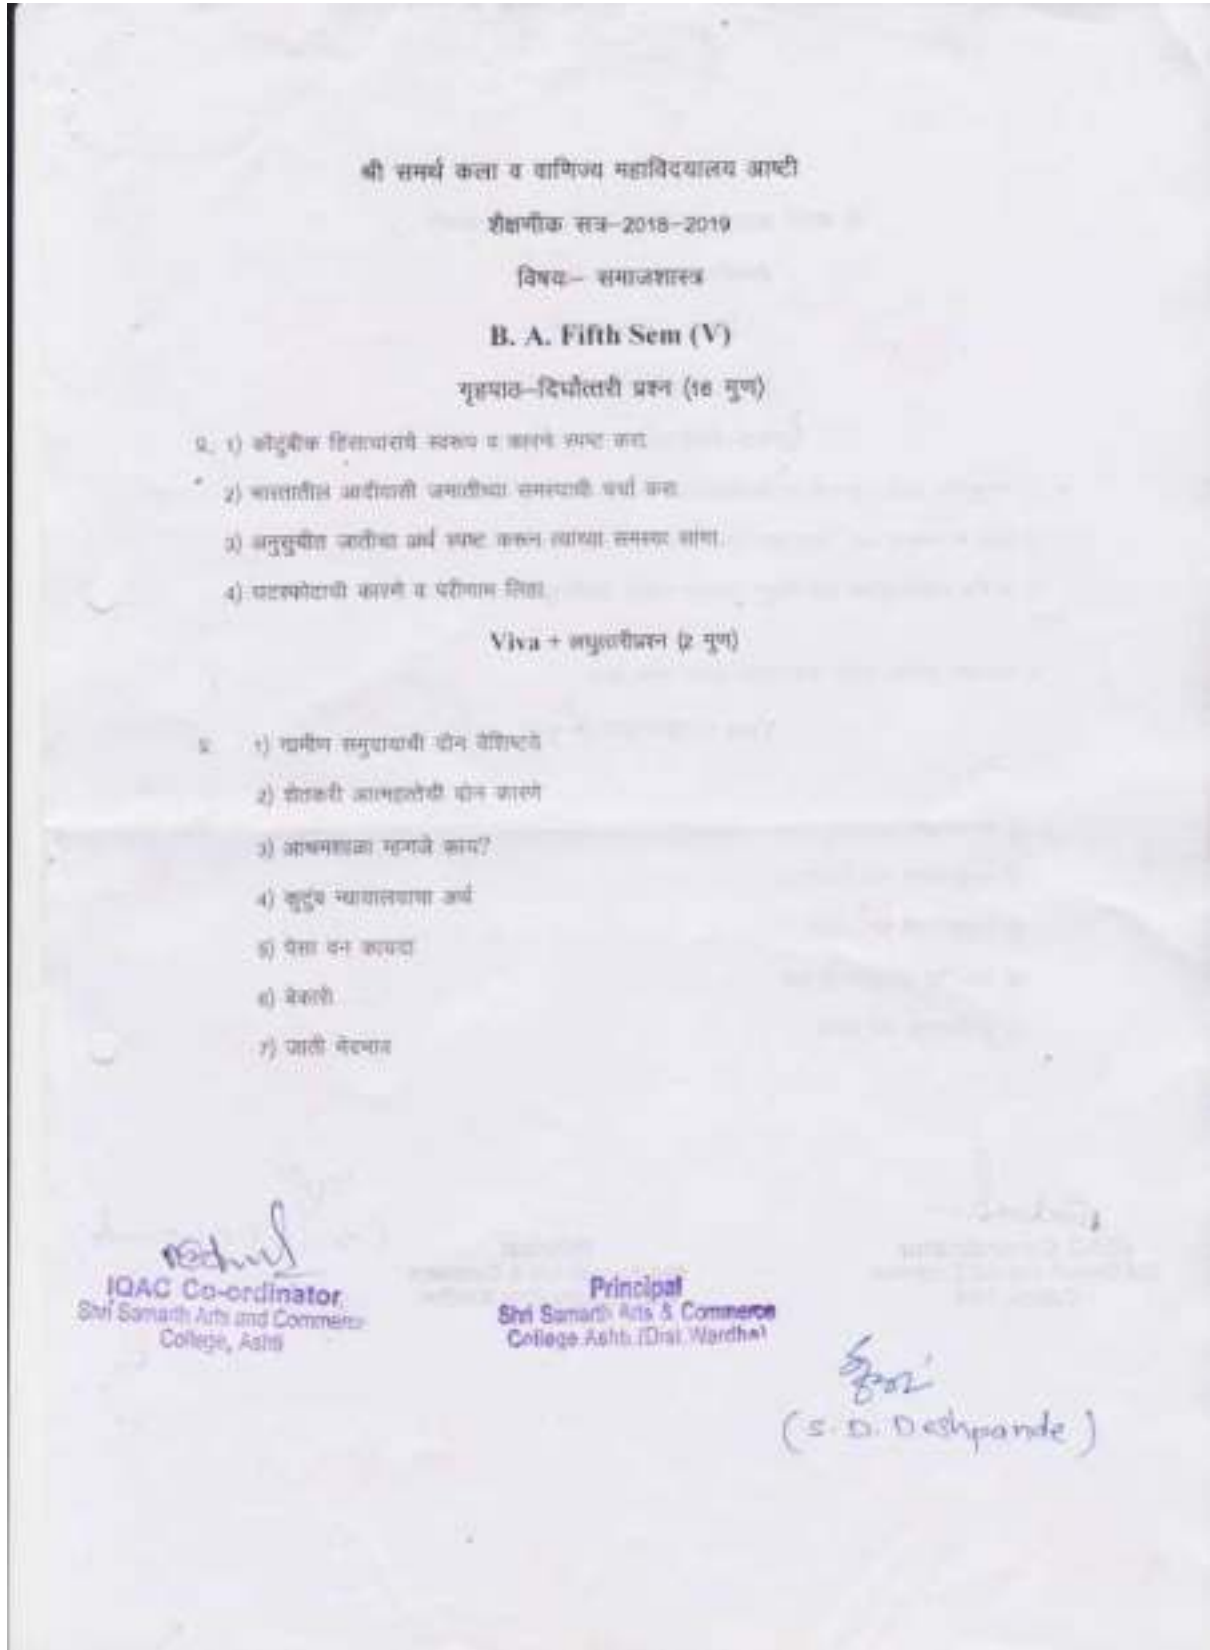 श्री समर्थ कला व वाणिज्य महाविदयालय आष्टी
शैक्षणीक सत्र–2018–2019
विषयः– समाजशास्त्र
B. A. Fifth Sem (V)
गृहपाठ–दिर्घोत्तरी प्रश्न (16 गुण)
प्र. 1) कोटुंबीक हिंसाचाराचे स्वरूप व कारणे स्पष्ट करा
2) भारतातील आदीवासी जमातीच्या समस्याची चर्चा करा
3) अनुसुचीत जातीचा अर्थ स्पष्ट करून त्यांच्या समस्या सांगा.
4) घटस्फोटाची कारणे व परीणाम लिहा
Viva + लघुत्तरीप्रश्न (2 गुण)
प्र 1) ग्रामीण समुदायाची दोन वैशिष्टये
2) शेतकरी आत्महत्तेची दोन कारणे
3) आश्रमशाळा म्हणजे काय?
4) कुटुंब न्यायालयाचा अर्थ
5) पेसा वन कायदा
6) बेकारी
7) जाती भेदभाव
IQAC Co-ordinator
Shri Samarth Arts and Commerce
College, Ashti
Principal
Shri Samarth Arts & Commerce
College Ashti (Dist Wardha)
(S. D. Deshpande)